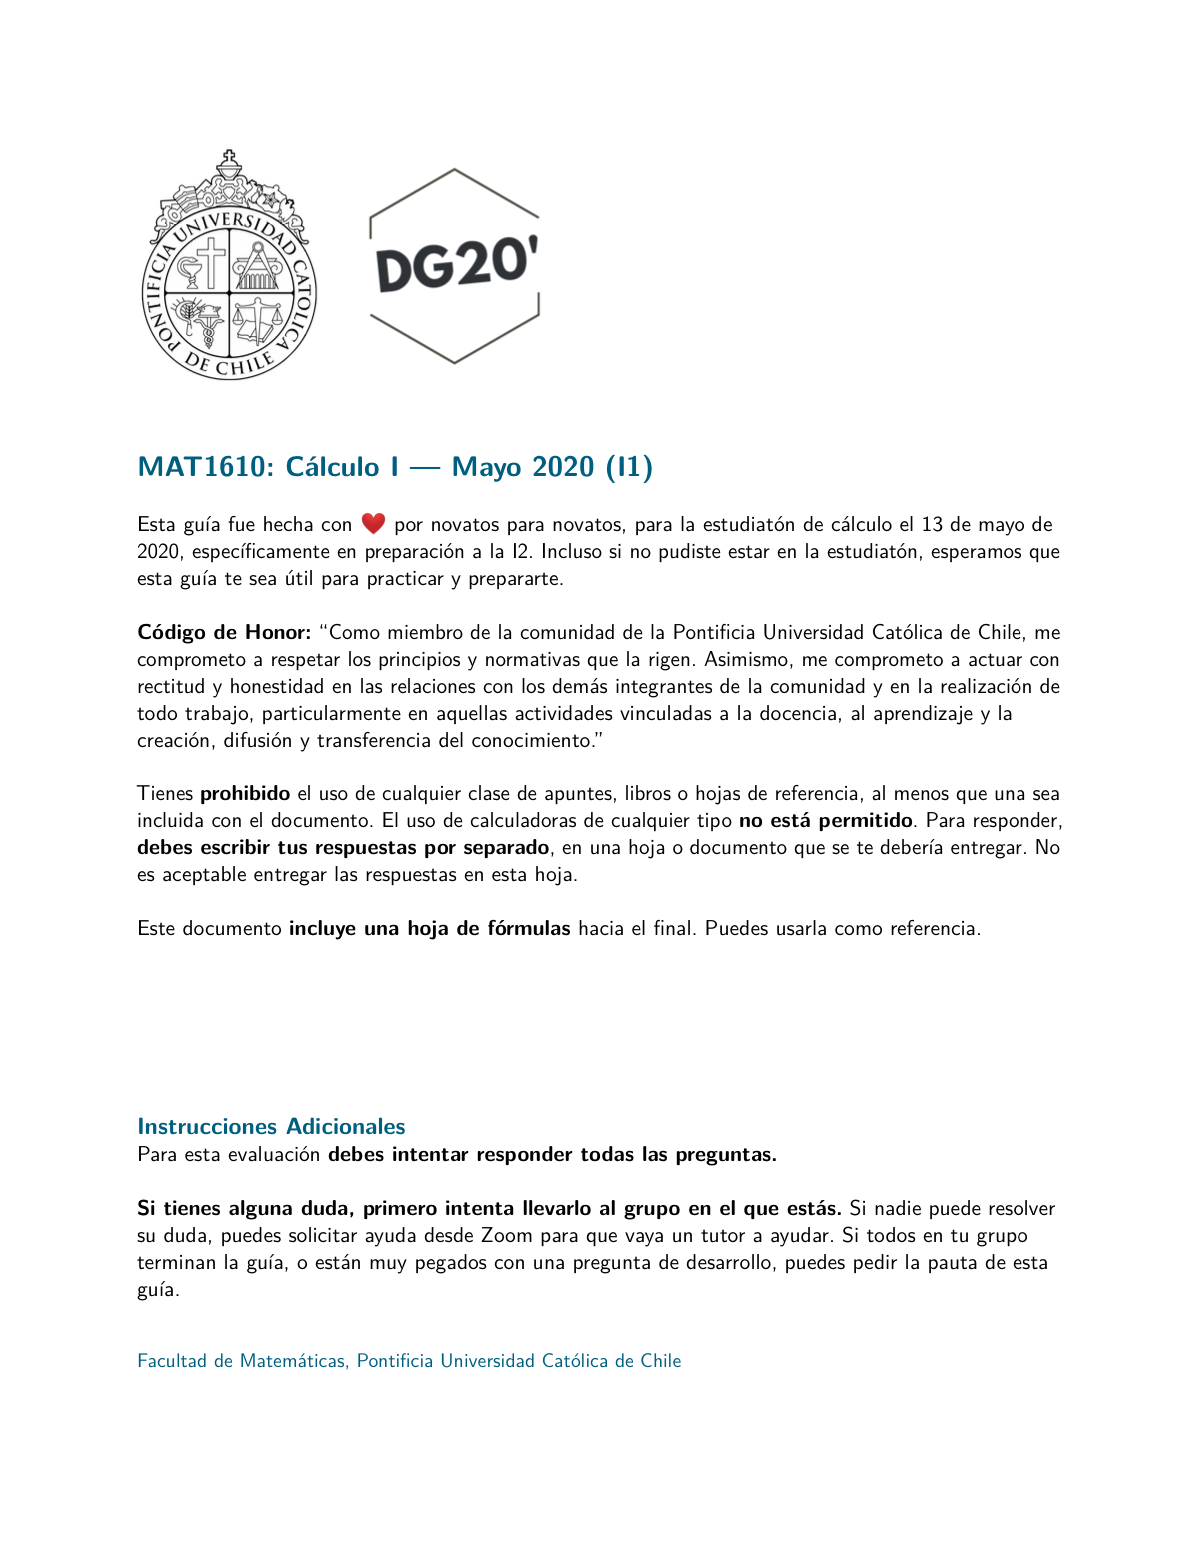 PONTIFICIA UNIVERSIDAD CATOLICA DE CHILE
DG20'
MAT1610: Cálculo I — Mayo 2020 (I1)
Esta guía fue hecha con ❤️ por novatos para novatos, para la estudiatón de cálculo el 13 de mayo de
2020, específicamente en preparación a la I2. Incluso si no pudiste estar en la estudiatón, esperamos que
esta guía te sea útil para practicar y prepararte.
Código de Honor: “Como miembro de la comunidad de la Pontificia Universidad Católica de Chile, me
comprometo a respetar los principios y normativas que la rigen. Asimismo, me comprometo a actuar con
rectitud y honestidad en las relaciones con los demás integrantes de la comunidad y en la realización de
todo trabajo, particularmente en aquellas actividades vinculadas a la docencia, al aprendizaje y la
creación, difusión y transferencia del conocimiento.”
Tienes prohibido el uso de cualquier clase de apuntes, libros o hojas de referencia, al menos que una sea
incluida con el documento. El uso de calculadoras de cualquier tipo no está permitido. Para responder,
debes escribir tus respuestas por separado, en una hoja o documento que se te debería entregar. No
es aceptable entregar las respuestas en esta hoja.
Este documento incluye una hoja de fórmulas hacia el final. Puedes usarla como referencia.
Instrucciones Adicionales
Para esta evaluación debes intentar responder todas las preguntas.
Si tienes alguna duda, primero intenta llevarlo al grupo en el que estás. Si nadie puede resolver
su duda, puedes solicitar ayuda desde Zoom para que vaya un tutor a ayudar. Si todos en tu grupo
terminan la guía, o están muy pegados con una pregunta de desarrollo, puedes pedir la pauta de esta
guía.
Facultad de Matemáticas, Pontificia Universidad Católica de Chile